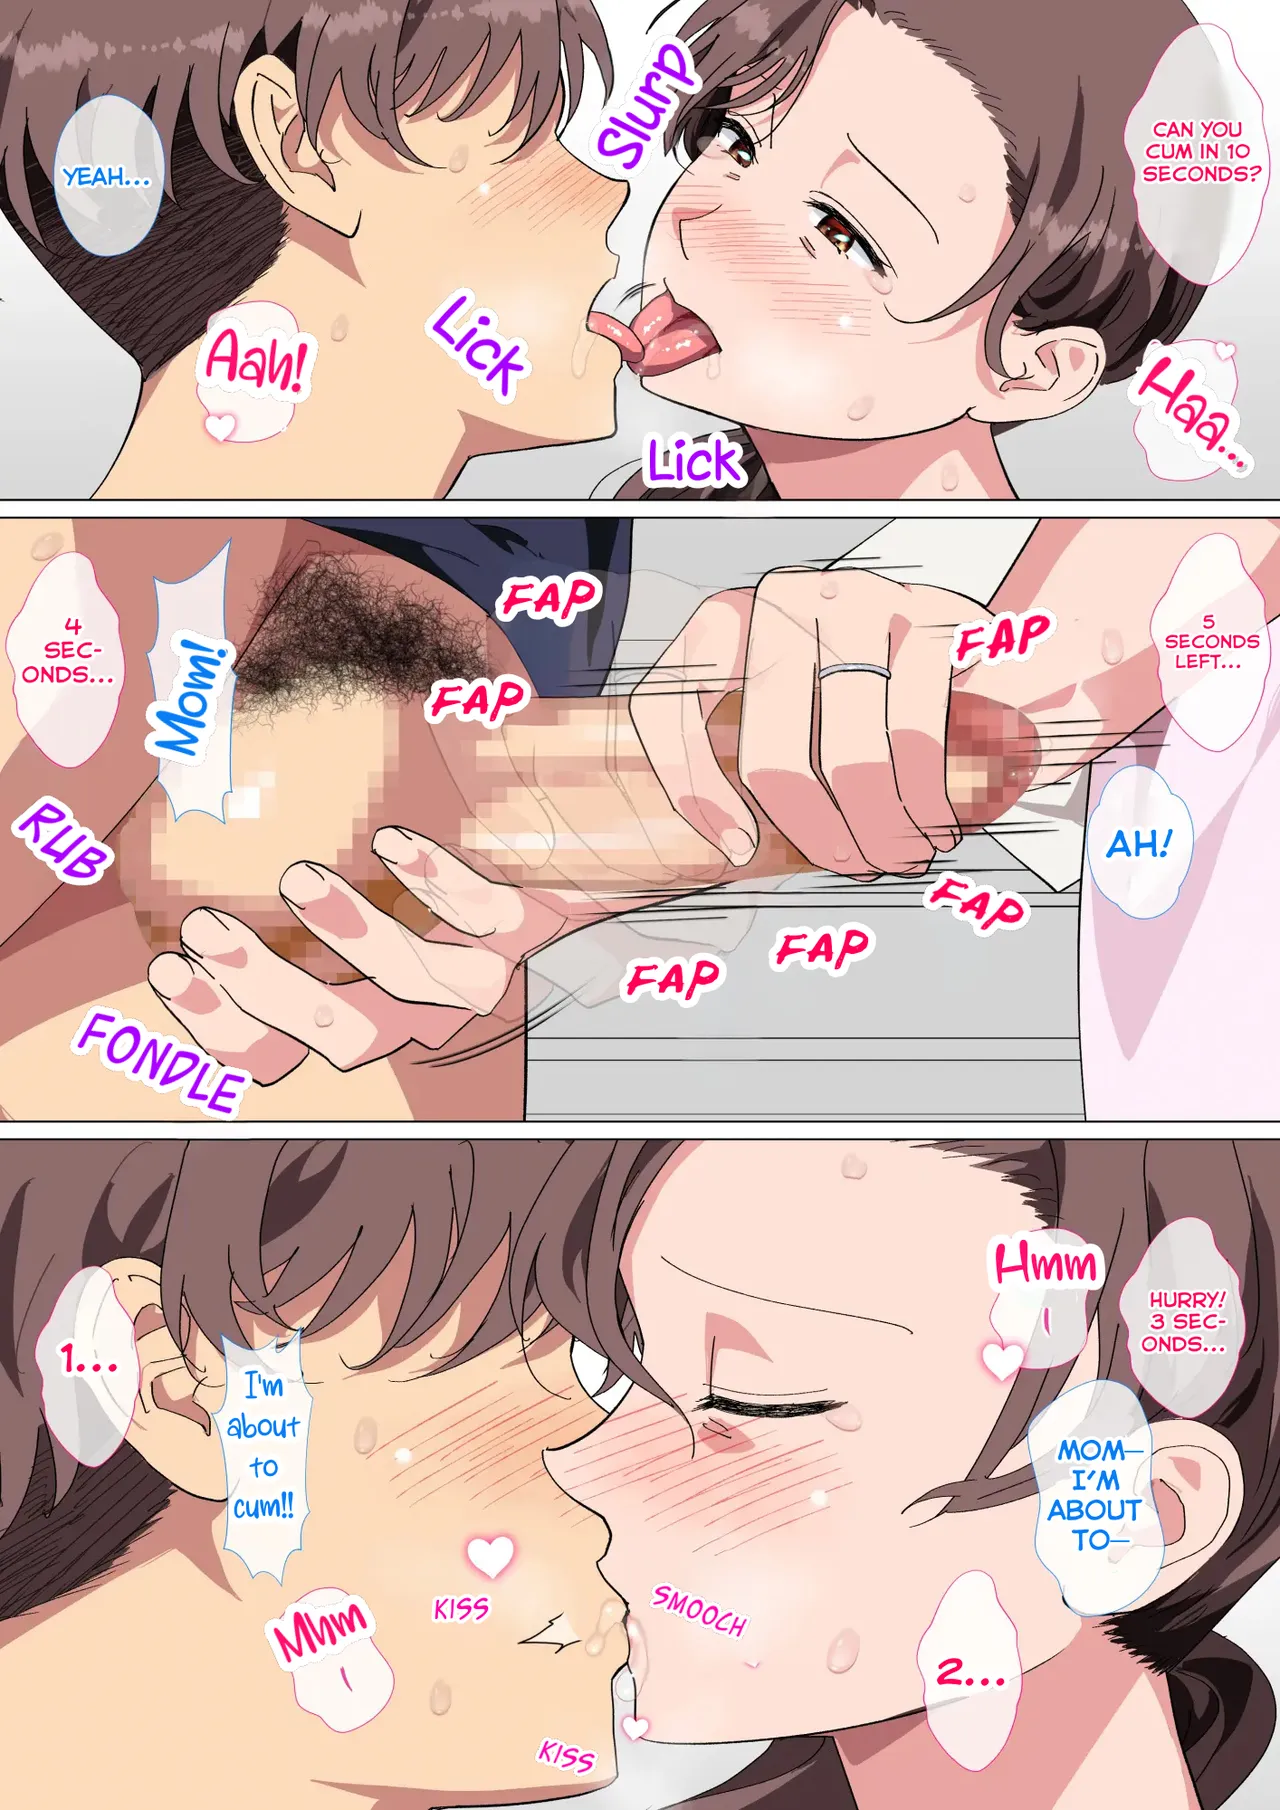 CAN YOU
CUM IN 10
SECONDS?
Slurp
YEAH...
Lick
Aah!
Haa...
Lick
5
SECONDS
LEFT...
FAP
FAP
4
SEC-
ONDS...
Mom!
FAP
AH!
RUB
FAP
FAP
FAP
FONDLE
HURRY!
3 SEC-
ONDS...
Hmm
MOM—
I'M
ABOUT
TO—
2...
SMOOCH
1...
I'm
about
to
cum!!
KISS
Mhm
KISS